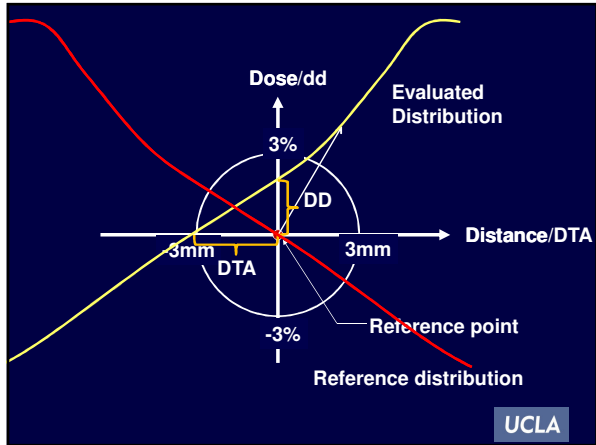 Dose/dd
Evaluated
Distribution
3%
DD
Distance/DTA
-3mm
3mm
DTA
-3%
Reference point
Reference distribution
UCLA